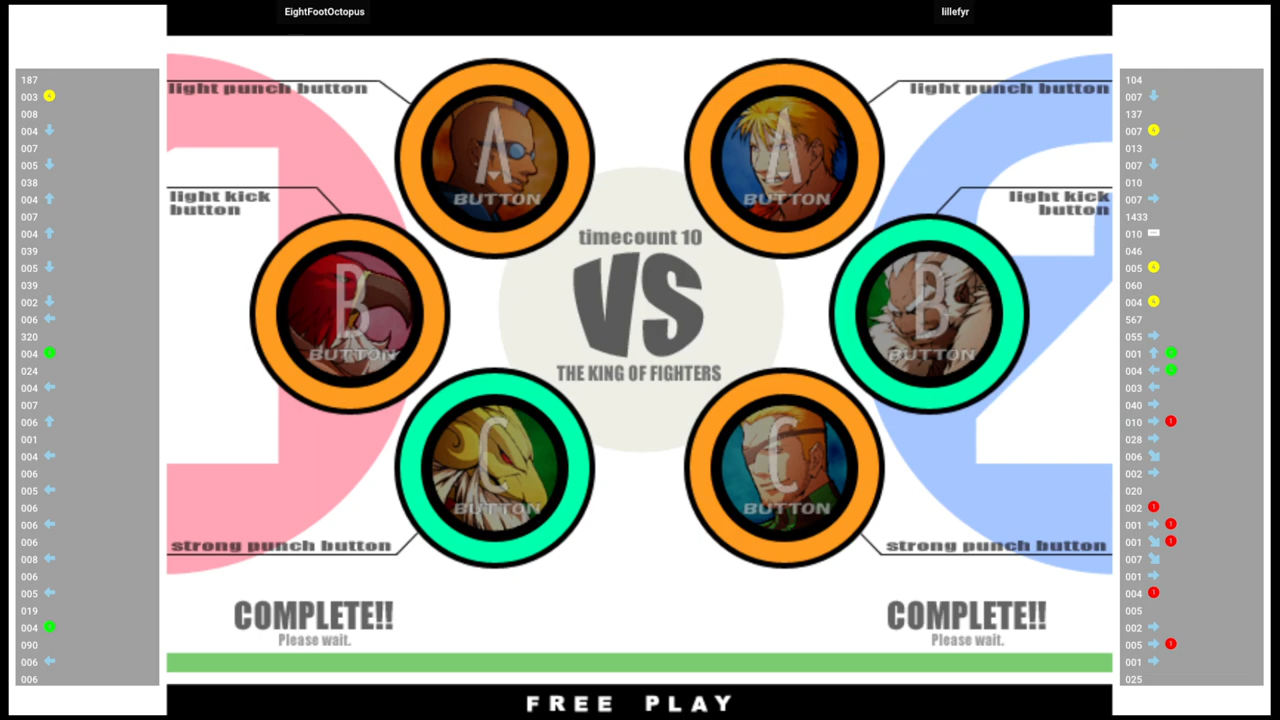 EightFootOctopus
lillefyr
187
003
008
004
007
005
038
004
007
004
039
005
039
002
006
320
004
024
004
007
006
001
004
006
005
006
006
006
008
006
005
019
004
090
006
006
light punch button
light kick
button
strong punch button
A
BUTTON
B
BUTTON
C
BUTTON
1
timecount 10
VS
THE KING OF FIGHTERS
light punch button
light kick
button
strong punch button
A
BUTTON
B
BUTTON
C
BUTTON
2
COMPLETE!!
Please wait.
COMPLETE!!
Please wait.
FREE PLAY
104
007
137
007
013
007
010
007
1433
010
046
005
060
004
567
055
001
004
003
040
010
028
006
002
020
002
001
001
007
001
004
005
002
005
001
025